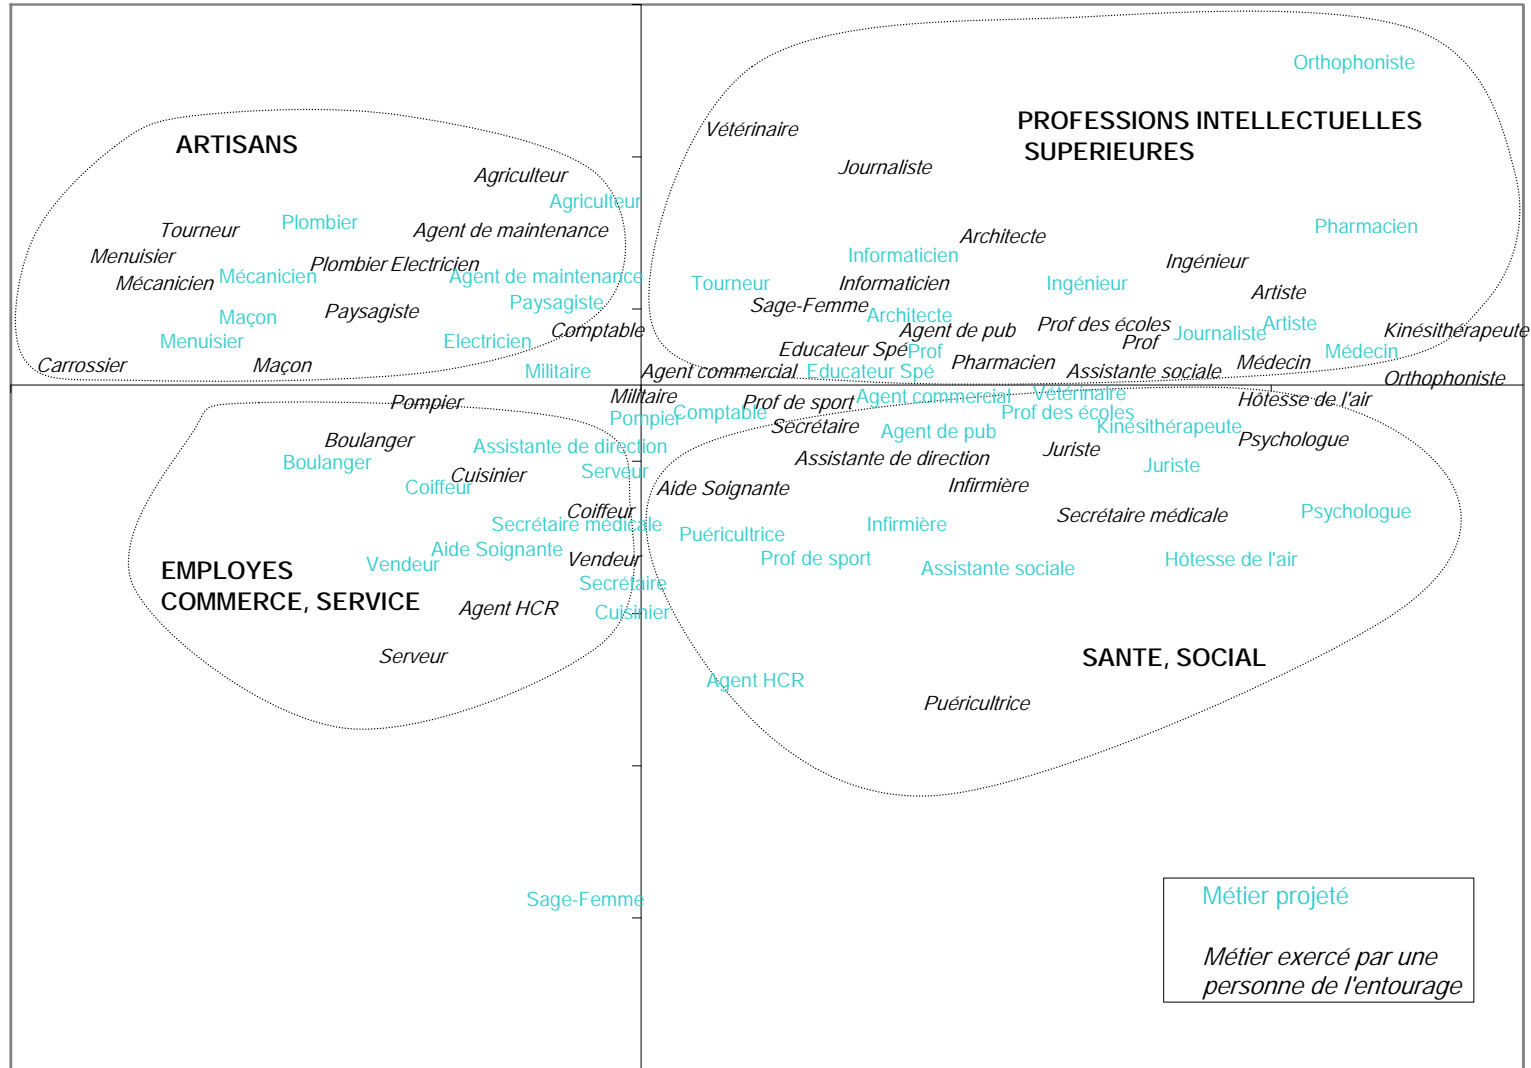 Orthophoniste
PROFESSIONS INTELLECTUELLES
SUPERIEURES
Vétérinaire
ARTISANS
Journaliste
Agriculteur
Agriculteur
Plombier
Tourneur
Agent de maintenance
Pharmacien
Architecte
Menuisier
Informaticien
Plombier Electricien
Ingénieur
Mécanicien
Mécanicien
Agent de maintenance
Tourneur
Informaticien
Ingénieur
Artiste
Paysagiste
Sage-Femme
Paysagiste
Maçon
Architecte
Prof des écoles
Artiste
Comptable
Agent de pub
Journaliste
Kinésithérapeute
Menuisier
Electricien
Prof
Educateur Spé
Prof
Médecin
Carrossier
Maçon
Pharmacien
Médecin
Militaire
Agent commercial
Educateur Spé
Assistante sociale
Orthophoniste
Militaire
Agent commercial
Vétérinaire
Hôtesse de l'air
Pompier
Prof de sport
Pompier
Comptable
Prof des écoles
Secrétaire
Agent de pub
Kinésithérapeute
Boulanger
Psychologue
Assistante de direction
Juriste
Boulanger
Assistante de direction
Juriste
Cuisinier
Serveur
Coiffeur
Aide Soignante
Infirmière
Coiffeur
Secrétaire médicale
Psychologue
Secrétaire médicale
Infirmière
Puéricultrice
Aide Soignante
Vendeur
Vendeur
Prof de sport
Assistante sociale
Hôtesse de l'air
EMPLOYES
COMMERCE, SERVICE
Secrétaire
Agent HCR
Cuisinier
Serveur
SANTE, SOCIAL
Agent HCR
Puéricultrice
Sage-Femme
Métier projeté
Métier exercé par une
personne de l'entourage